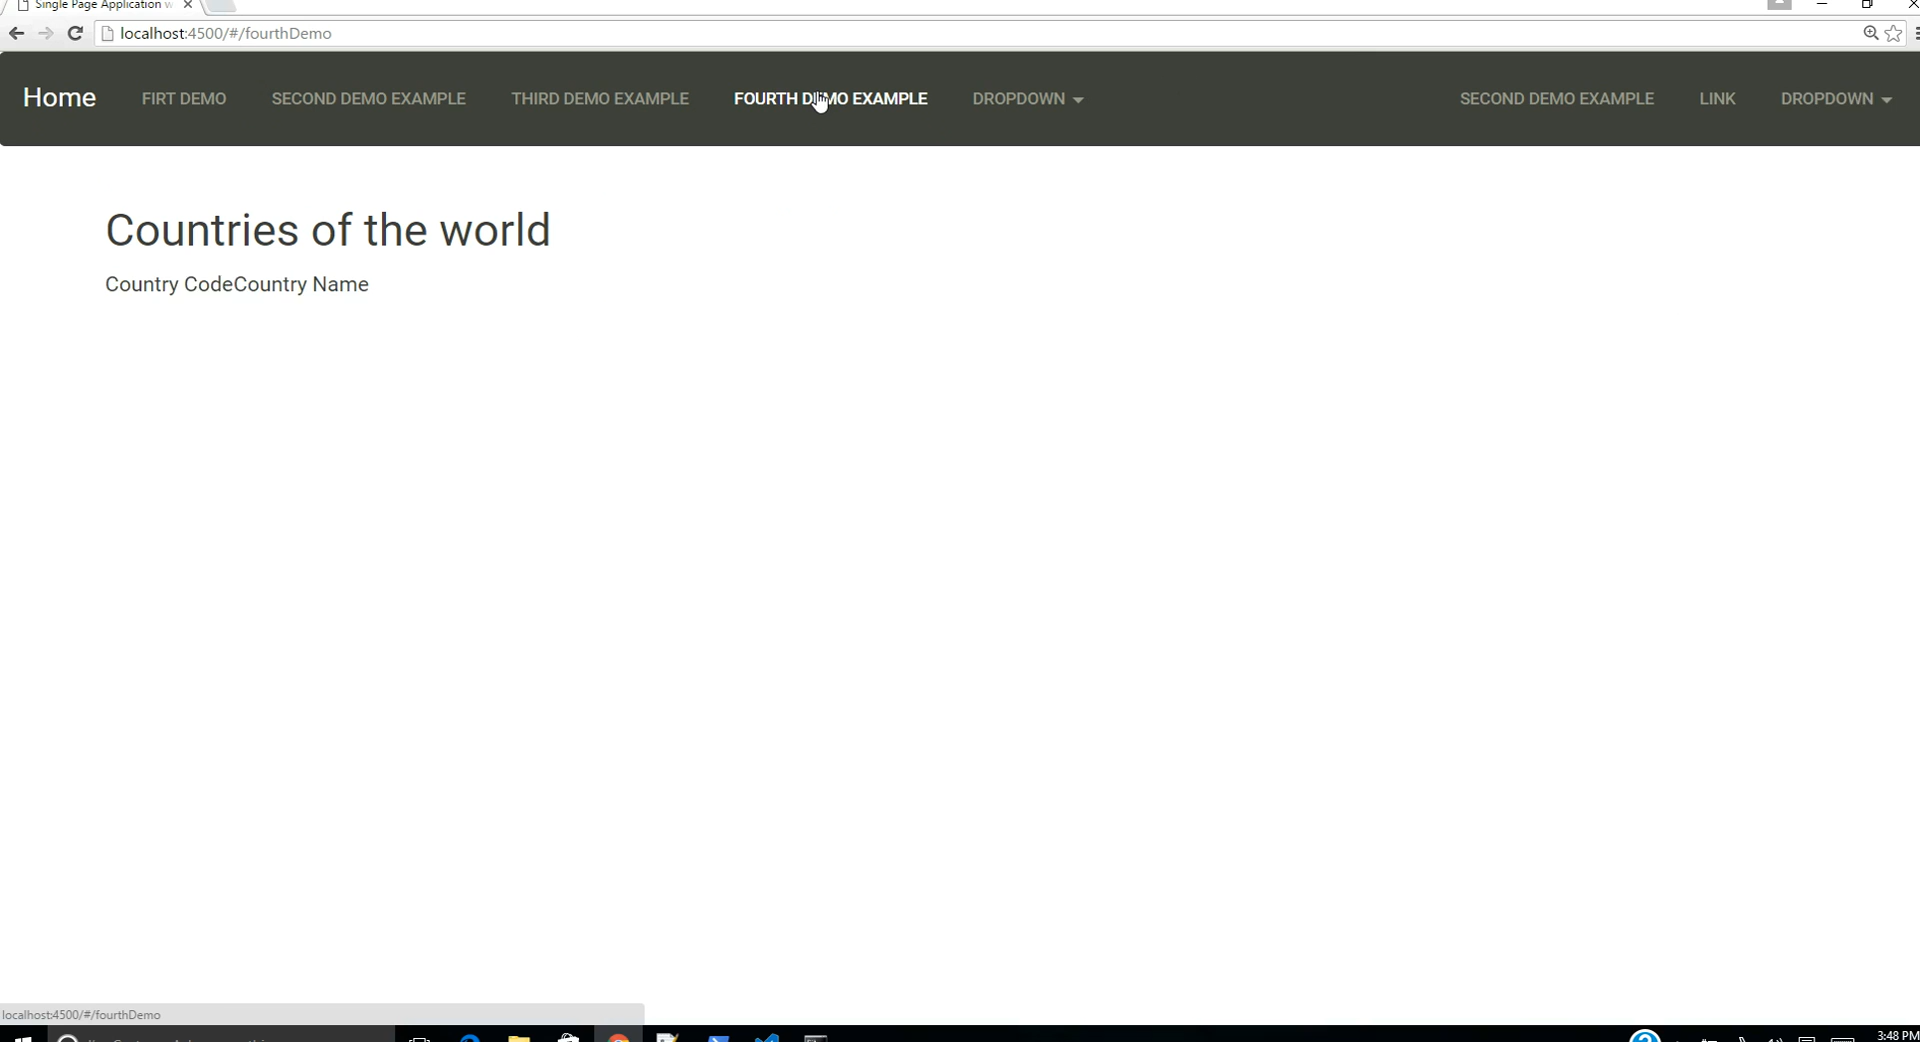 Single Page Application w
localhost:4500/#/fourthDemo
Home FIRT DEMO SECOND DEMO EXAMPLE THIRD DEMO EXAMPLE FOURTH DEMO EXAMPLE DROPDOWN SECOND DEMO EXAMPLE LINK DROPDOWN
Countries of the world
Country CodeCountry Name
localhost:4500/#/fourthDemo
3:48 PM